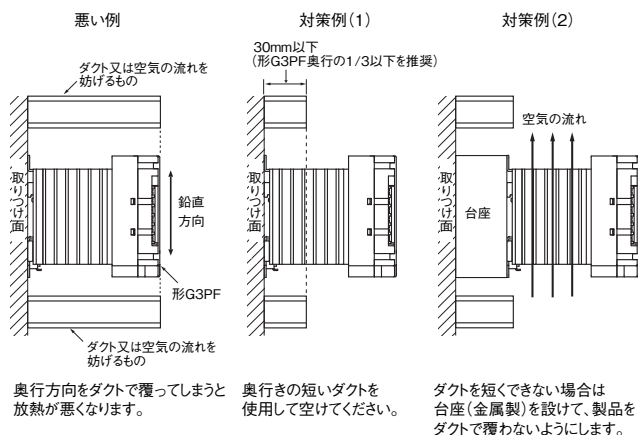 悪い例
ダクト又は空気の流れを
妨げるもの
取りつけ面
鉛直
方向
形G3PF
ダクト又は空気の流れを
妨げるもの
奥行方向をダクトで覆ってしまうと
放熱が悪くなります。
対策例(1)
30mm以下
(形G3PF奥行の1/3以下を推奨)
取りつけ面
奥行きの短いダクトを
使用して空けてください。
対策例(2)
空気の流れ
取りつけ面
台座
ダクトを短くできない場合は
台座(金属製)を設けて、製品を
ダクトで覆わないようにします。